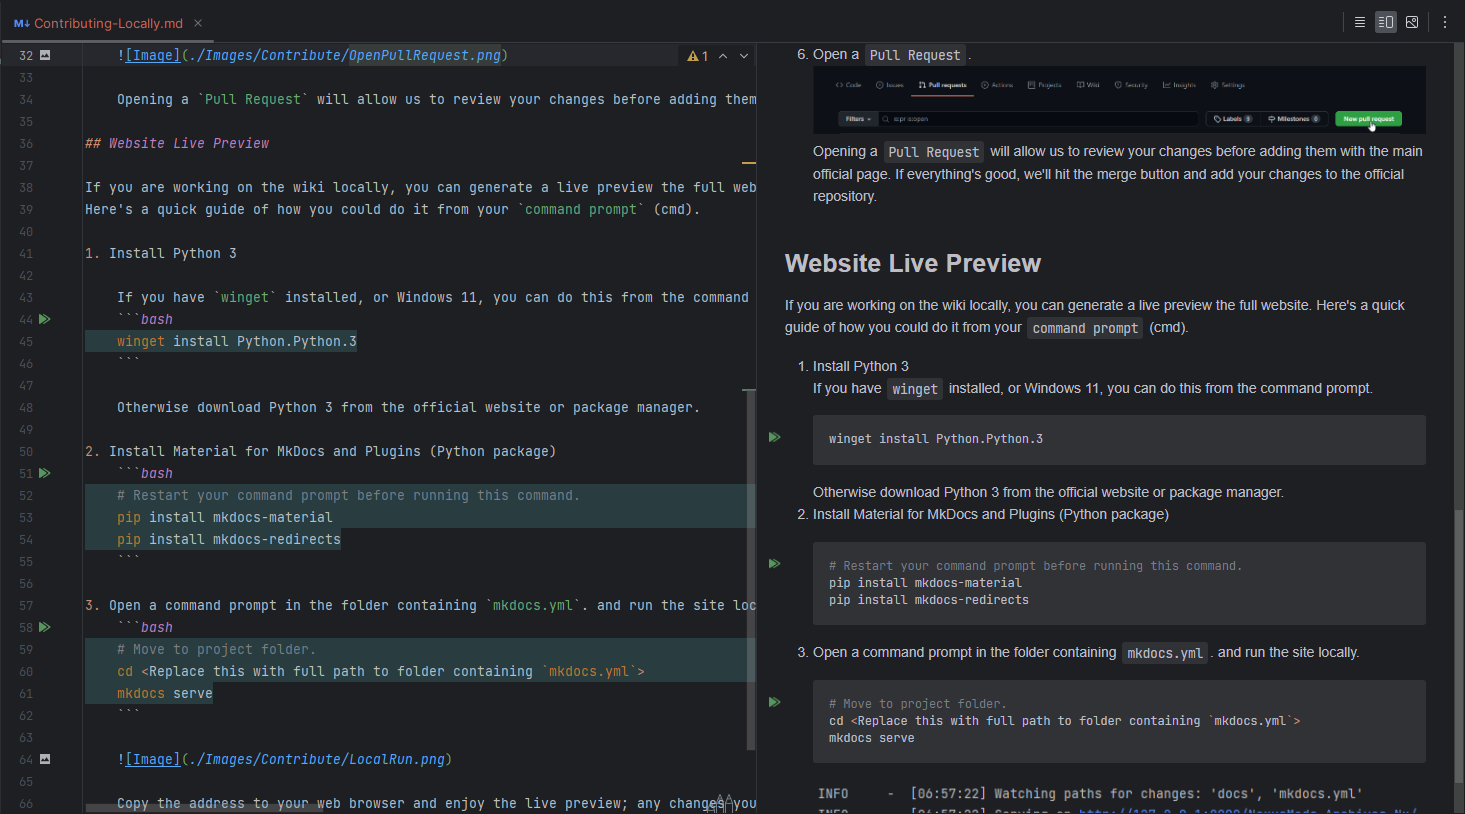 Contributing-Locally.md
32 ![Image](./Images/Contribute/OpenPullRequest.png)
1
33
34 Opening a `Pull Request` will allow us to review your changes before adding them
35
36 ## Website Live Preview
37
38 If you are working on the wiki locally, you can generate a live preview the full web
39 Here's a quick guide of how you could do it from your `command prompt` (cmd).
40
41 1. Install Python 3
42
43 If you have `winget` installed, or Windows 11, you can do this from the command
44 ```bash
45 winget install Python.Python.3
46 ```
47
48 Otherwise download Python 3 from the official website or package manager.
49
50 2. Install Material for MkDocs and Plugins (Python package)
51 ```bash
52 # Restart your command prompt before running this command.
53 pip install mkdocs-material
54 pip install mkdocs-redirects
55 ```
56
57 3. Open a command prompt in the folder containing `mkdocs.yml`. and run the site loc
58 ```bash
59 # Move to project folder.
60 cd <Replace this with full path to folder containing `mkdocs.yml`>
61 mkdocs serve
62 ```
63
64 ![Image](./Images/Contribute/LocalRun.png)
65
66 Copy the address to your web browser and enjoy the live preview; any changes you
6. Open a Pull Request .
Code Issues Pull requests Actions Projects Wiki Security Insights Settings
Filters is:pr is:open Labels 9 Milestones 0 New pull request
Opening a Pull Request will allow us to review your changes before adding them with the main
official page. If everything's good, we'll hit the merge button and add your changes to the official
repository.
Website Live Preview
If you are working on the wiki locally, you can generate a live preview the full website. Here's a quick
guide of how you could do it from your command prompt (cmd).
1. Install Python 3
If you have winget installed, or Windows 11, you can do this from the command prompt.
winget install Python.Python.3
Otherwise download Python 3 from the official website or package manager.
2. Install Material for MkDocs and Plugins (Python package)
# Restart your command prompt before running this command.
pip install mkdocs-material
pip install mkdocs-redirects
3. Open a command prompt in the folder containing mkdocs.yml . and run the site locally.
# Move to project folder.
cd <Replace this with full path to folder containing `mkdocs.yml`>
mkdocs serve
INFO - [06:57:22] Watching paths for changes: 'docs', 'mkdocs.yml'